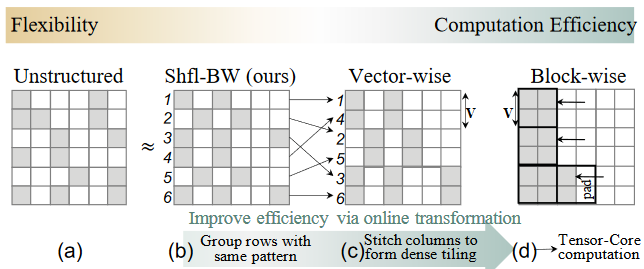 Flexibility
Computation Efficiency
Unstructured
Shfl-BW (ours)
Vector-wise
Block-wise
≈
1
2
3
4
5
6
1
4
2
5
3
6
V
V
pad
Improve efficiency via online transformation
(a)
(b)
Group rows with
same pattern
(c)
Stitch columns to
form dense tiling
(d)
Tensor-Core
computation